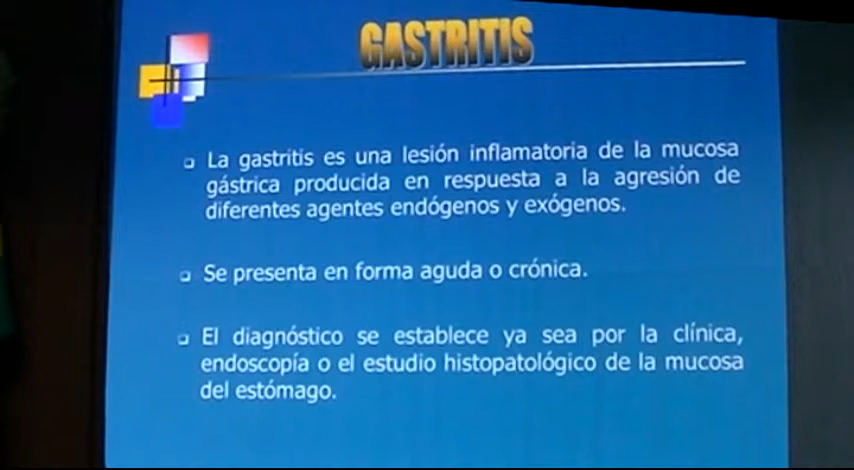 GASTRITIS
La gastritis es una lesión inflamatoria de la mucosa
gástrica producida en respuesta a la agresión de
diferentes agentes endógenos y exógenos.
Se presenta en forma aguda o crónica.
El diagnóstico se establece ya sea por la clínica,
endoscopía o el estudio histopatológico de la mucosa
del estómago.